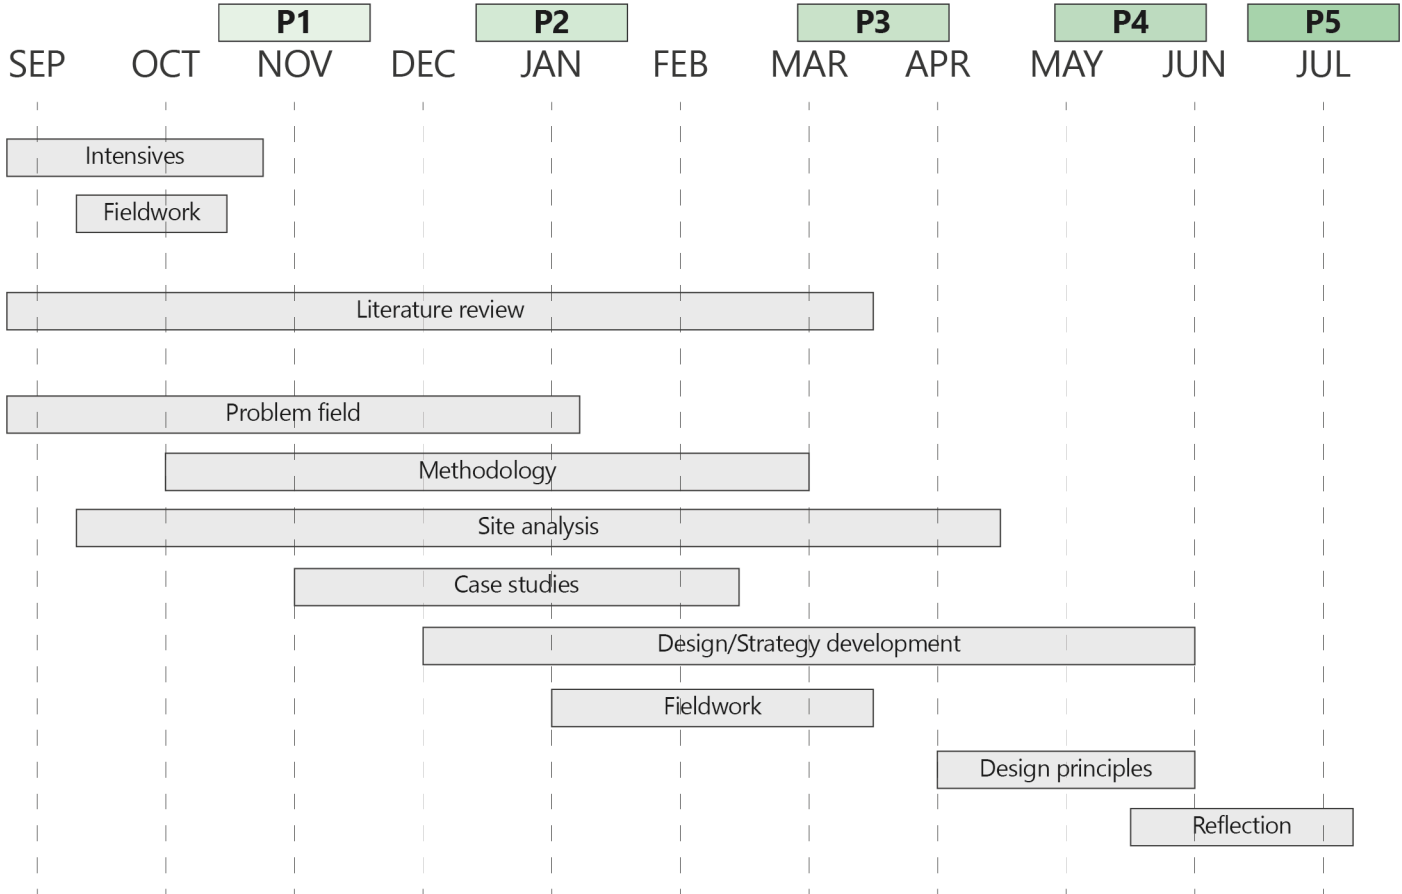 P1 P2 P3 P4 P5
SEP OCT NOV DEC JAN FEB MAR APR MAY JUN JUL
Intensives
Fieldwork
Literature review
Problem field
Methodology
Site analysis
Case studies
Design/Strategy development
Fieldwork
Design principles
Reflection